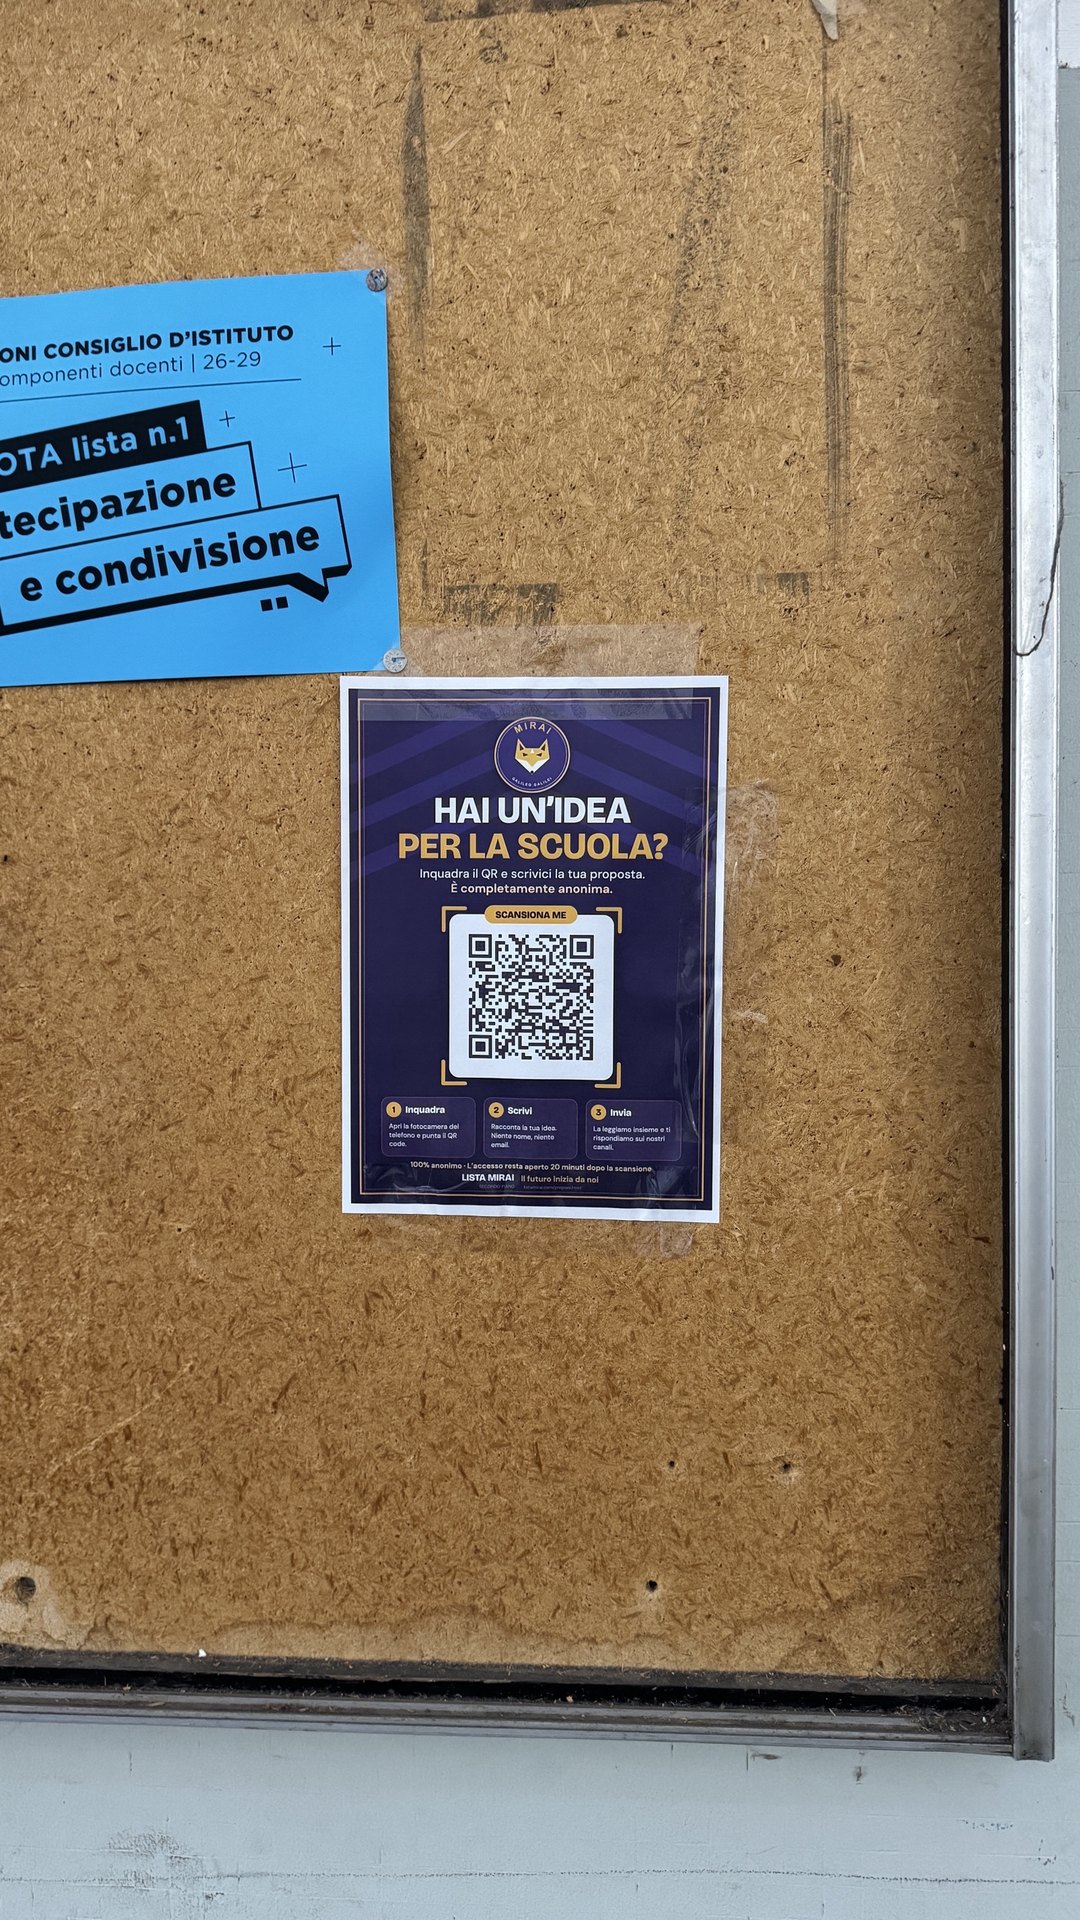 ONI CONSIGLIO D'ISTITUTO
omponenti docenti | 26-29
OTA lista n.1
tecipazione
e condivisione
MIRAI
GALILEO GALILEI
HAI UN'IDEA
PER LA SCUOLA?
Inquadra il QR e scrivici la tua proposta.
È completamente anonima.
SCANSIONA ME
1 Inquadra
Apri la fotocamera del
telefono e punta il QR
code.
2 Scrivi
Racconta la tua idea.
Niente nome, niente
email.
3 Invia
La leggiamo insieme e ti
rispondiamo sui nostri
canali.
100% anonimo · L'accesso resta aperto 20 minuti dopo la scansione
LISTA MIRAI | Il futuro inizia da noi
SECONDO PIANO